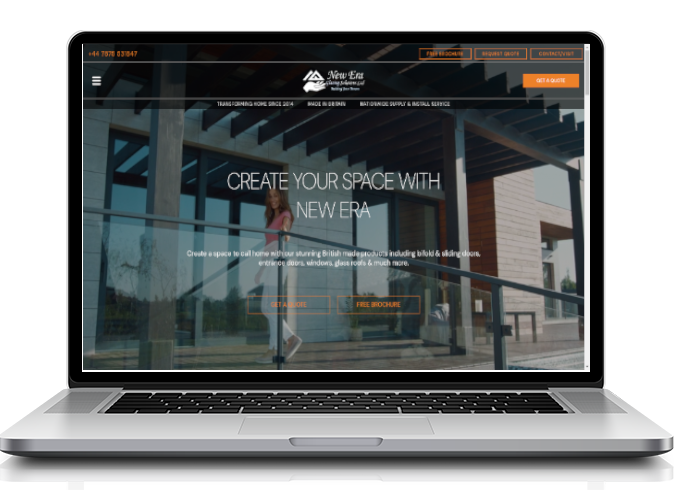 +44 7878 631847
FREE BROCHURE
REQUEST QUOTE
CONTACT/VISIT
New Era
Glazing Solutions Ltd
GET A QUOTE
TRANSFORMING HOME SINCE 2014
MADE IN BRITAIN
NATIONWIDE SUPPLY & INSTALL SERVICE
CREATE YOUR SPACE WITH
NEW ERA
Create a space to call home with our stunning British made products including bifold & sliding doors,
entrance doors, windows, glass roofs & much more.
GET A QUOTE
FREE BROCHURE